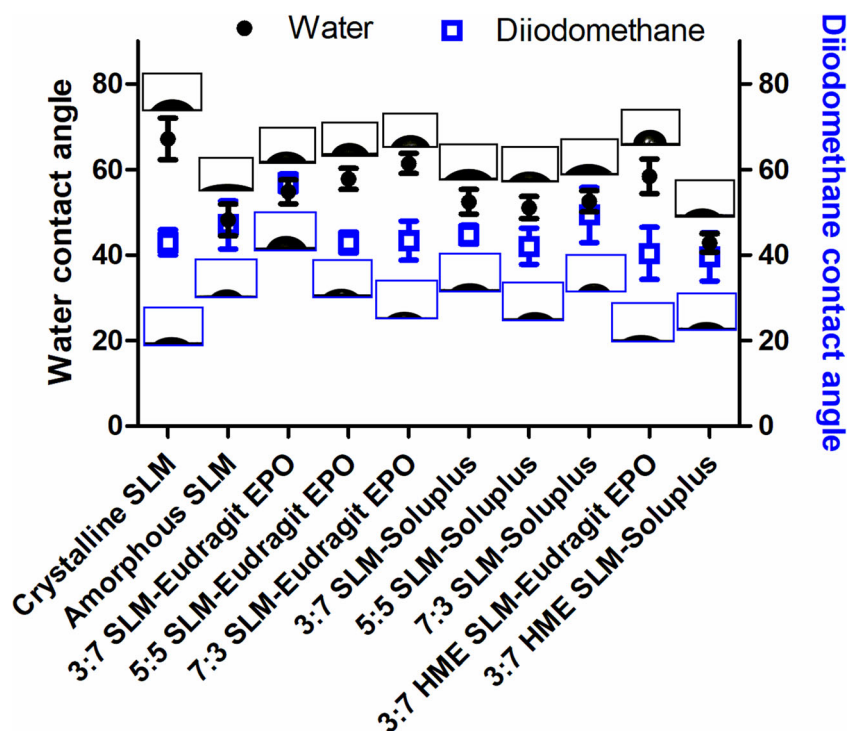 Water
Diiodomethane
Water contact angle
80
60
40
20
0
80
60
40
20
0
Diiodomethane contact angle
Crystalline SLM
Amorphous SLM
3:7 SLM-Eudragit EPO
5:5 SLM-Eudragit EPO
7:3 SLM-Eudragit EPO
3:7 SLM-Soluplus
5:5 SLM-Soluplus
7:3 SLM-Soluplus
3:7 HME SLM-Eudragit EPO
3:7 HME SLM-Soluplus